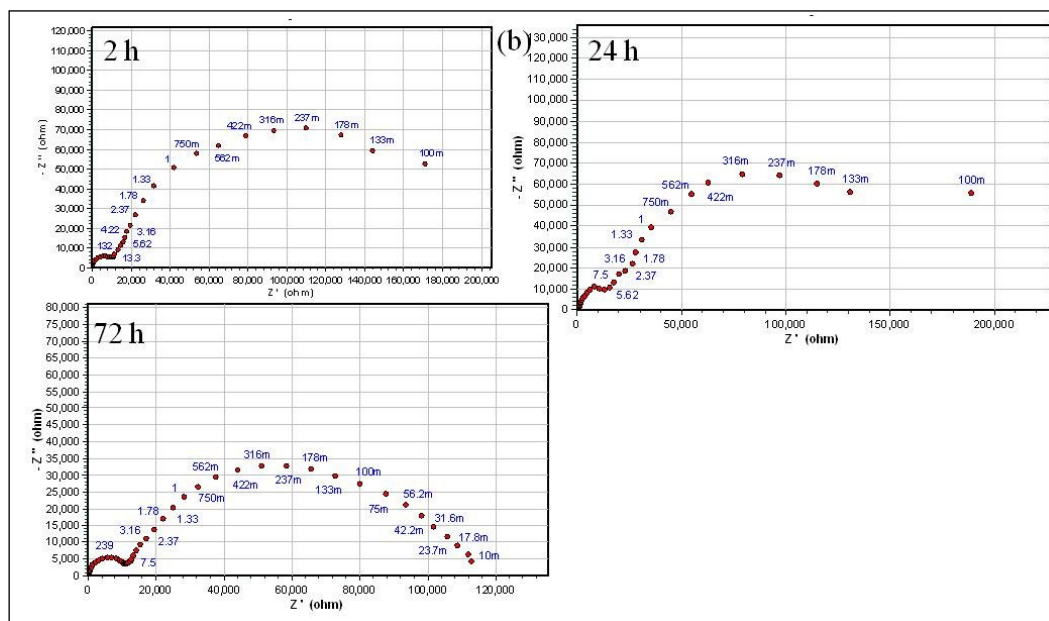 2 h
120,000
110,000
100,000
90,000
80,000
70,000
60,000
50,000
40,000
30,000
20,000
10,000
0
- Z'' (ohm)
132
13.3
4.22
5.62
3.16
2.37
1.78
1.33
1
750m
562m
422m
316m
237m
178m
133m
100m
0 20,000 40,000 60,000 80,000 100,000 120,000 140,000 160,000 180,000 200,000
Z' (ohm)
(b)
24 h
130,000
120,000
110,000
100,000
90,000
80,000
70,000
60,000
50,000
40,000
30,000
20,000
10,000
0
- Z'' (ohm)
7.5
5.62
3.16
2.37
1.78
1.33
1
750m
562m
422m
316m
237m
178m
133m
100m
0 50,000 100,000 150,000 200,000
Z' (ohm)
72 h
80,000
75,000
70,000
65,000
60,000
55,000
50,000
45,000
40,000
35,000
30,000
25,000
20,000
15,000
10,000
5,000
0
- Z'' (ohm)
239
7.5
3.16
2.37
1.78
1.33
1
750m
562m
422m
316m
237m
178m
133m
100m
75m
56.2m
42.2m
31.6m
23.7m
17.8m
10m
0 20,000 40,000 60,000 80,000 100,000 120,000
Z' (ohm)